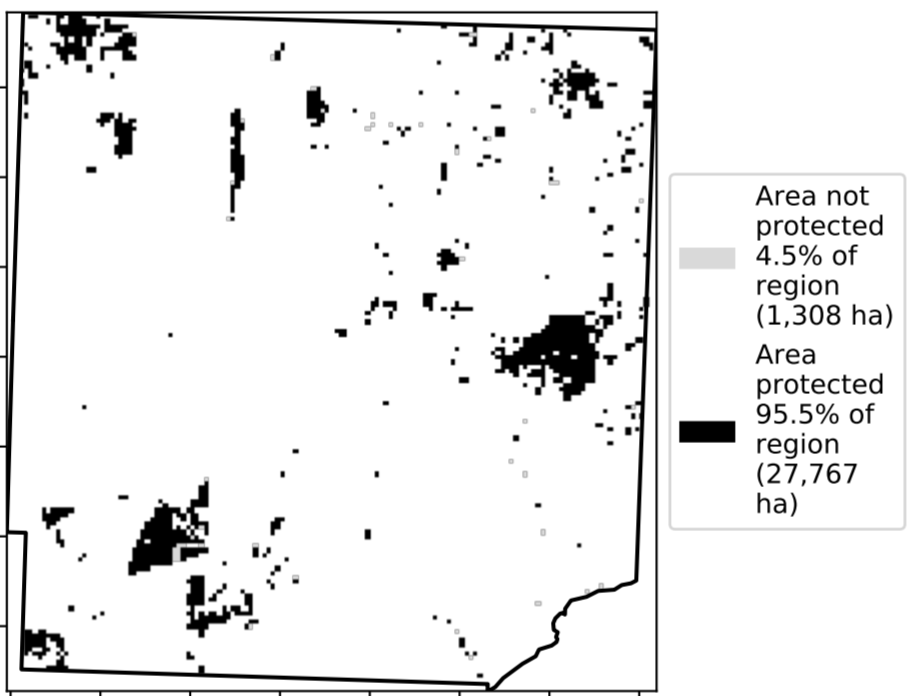 Area not
protected
4.5% of
region
(1,308 ha)
Area
protected
95.5% of
region
(27,767
ha)